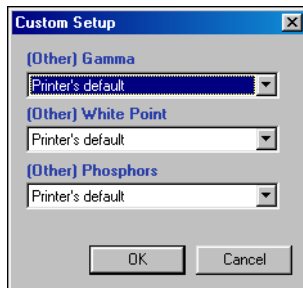 Custom Setup
(Other) Gamma
Printer's default
(Other) White Point
Printer's default
(Other) Phosphors
Printer's default
OK Cancel